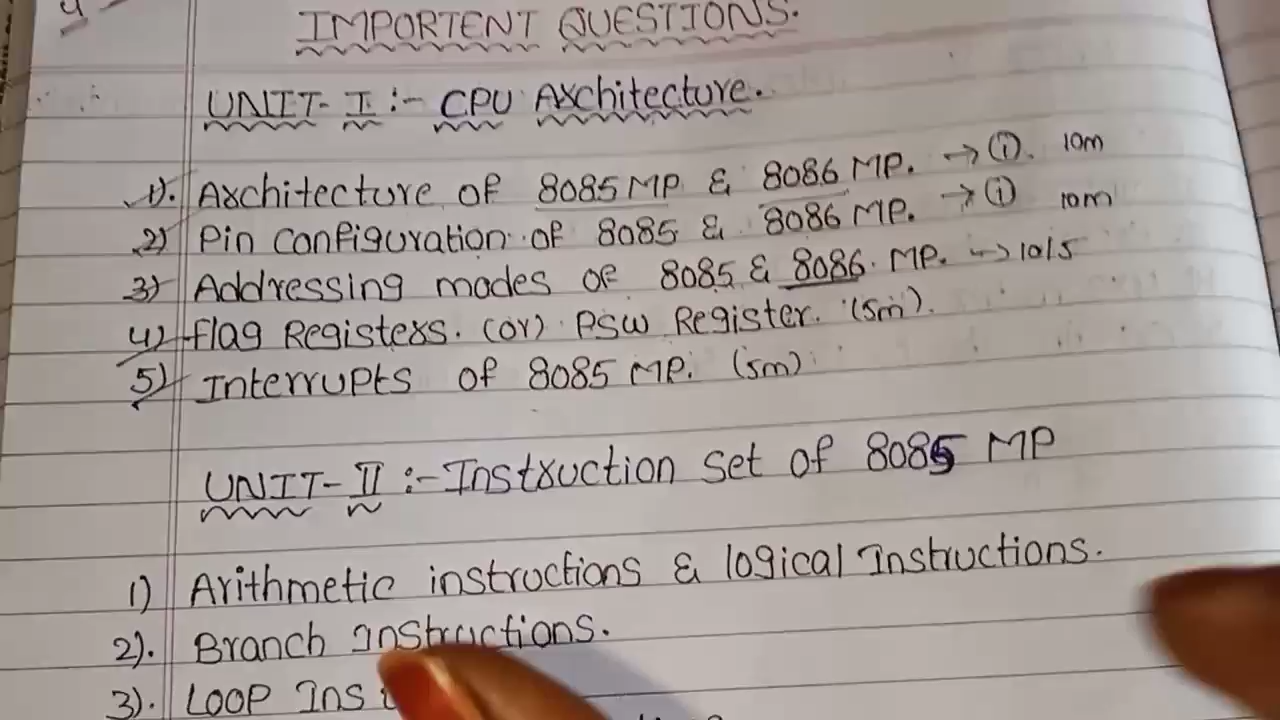 IMPORTENT QUESTIONS.
UNIT-I :- CPU Architecture.
1). Architecture of 8085 MP & 8086 MP. → (i). 10m
2) Pin Configuration of 8085 & 8086 MP. → (i) 10m
3) Addressing modes of 8085 & 8086. MP. → 10/5
4) Flag Registers. (or) PSW Register. (5m).
5) Interrupts of 8085 MP. (5m)
UNIT-II :- Instruction set of 8085 MP
1) Arithmetic instructions & logical Instructions.
2). Branch Instructions.
3). LOOP Ins